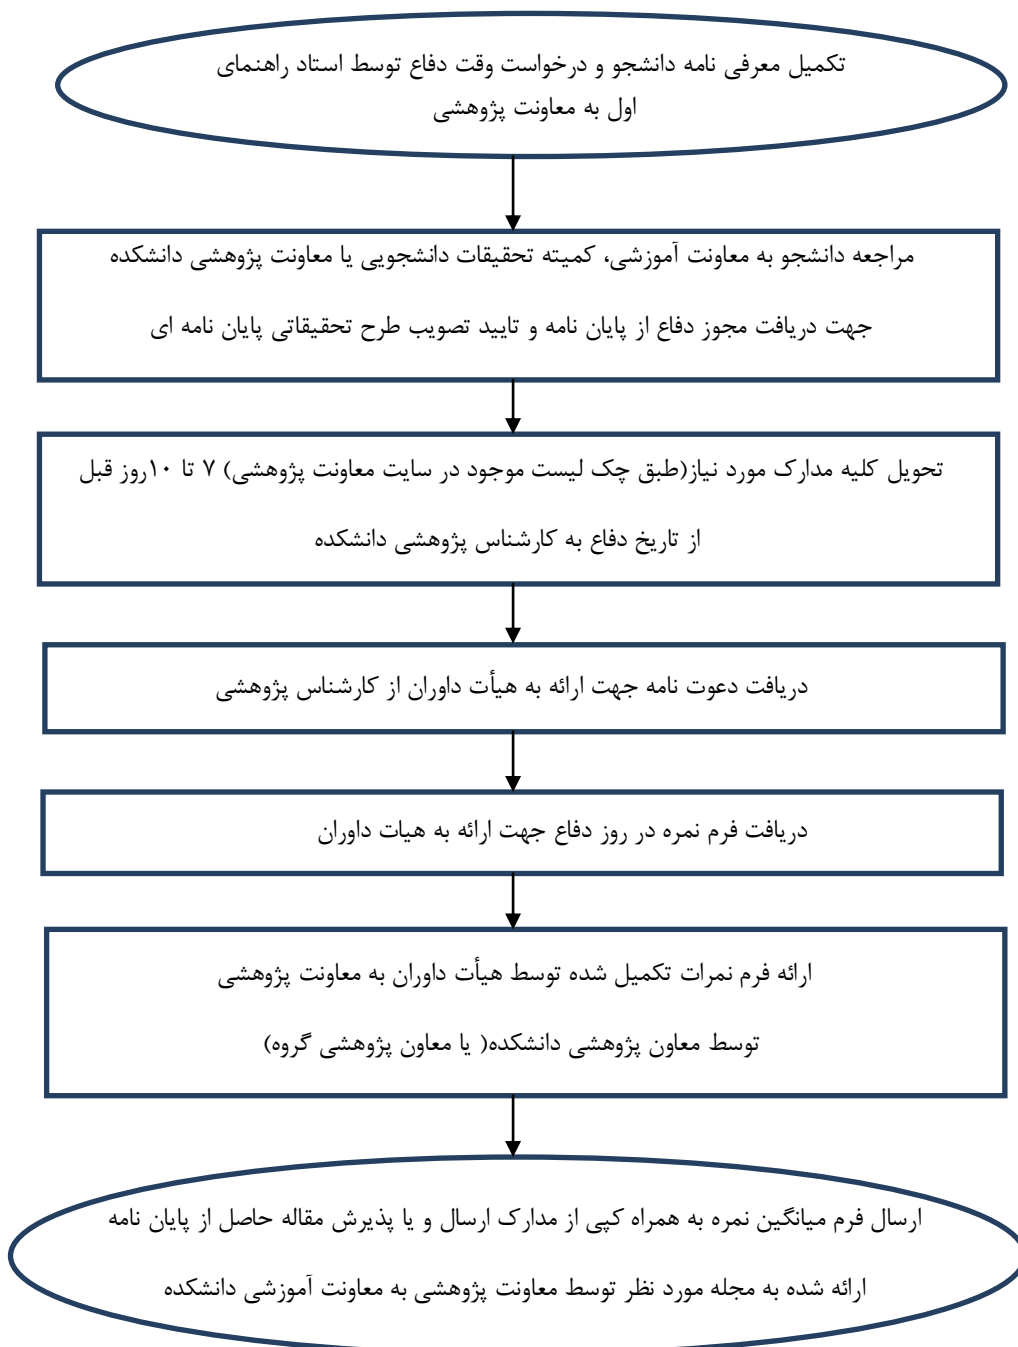 تکمیل معرفی نامه دانشجو و درخواست وقت دفاع توسط استاد راهنمای
اول به معاونت پژوهشی
مراجعه دانشجو به معاونت آموزشی، کمیته تحقیقات دانشجویی یا معاونت پژوهشی دانشکده
جهت دریافت مجوز دفاع از پایان نامه و تایید تصویب طرح تحقیقاتی پایان نامه ای
تحویل کلیه مدارک مورد نیاز(طبق چک لیست موجود در سایت معاونت پژوهشی) ۷ تا ۱۰روز قبل
از تاریخ دفاع به کارشناس پژوهشی دانشکده
دریافت دعوت نامه جهت ارائه به هیأت داوران از کارشناس پژوهشی
دریافت فرم نمره در روز دفاع جهت ارائه به هیات داوران
ارائه فرم نمرات تکمیل شده توسط هیأت داوران به معاونت پژوهشی
توسط معاون پژوهشی دانشکده( یا معاون پژوهشی گروه)
ارسال فرم میانگین نمره به همراه کپی از مدارک ارسال و یا پذیرش مقاله حاصل از پایان نامه
ارائه شده به مجله مورد نظر توسط معاونت پژوهشی به معاونت آموزشی دانشکده